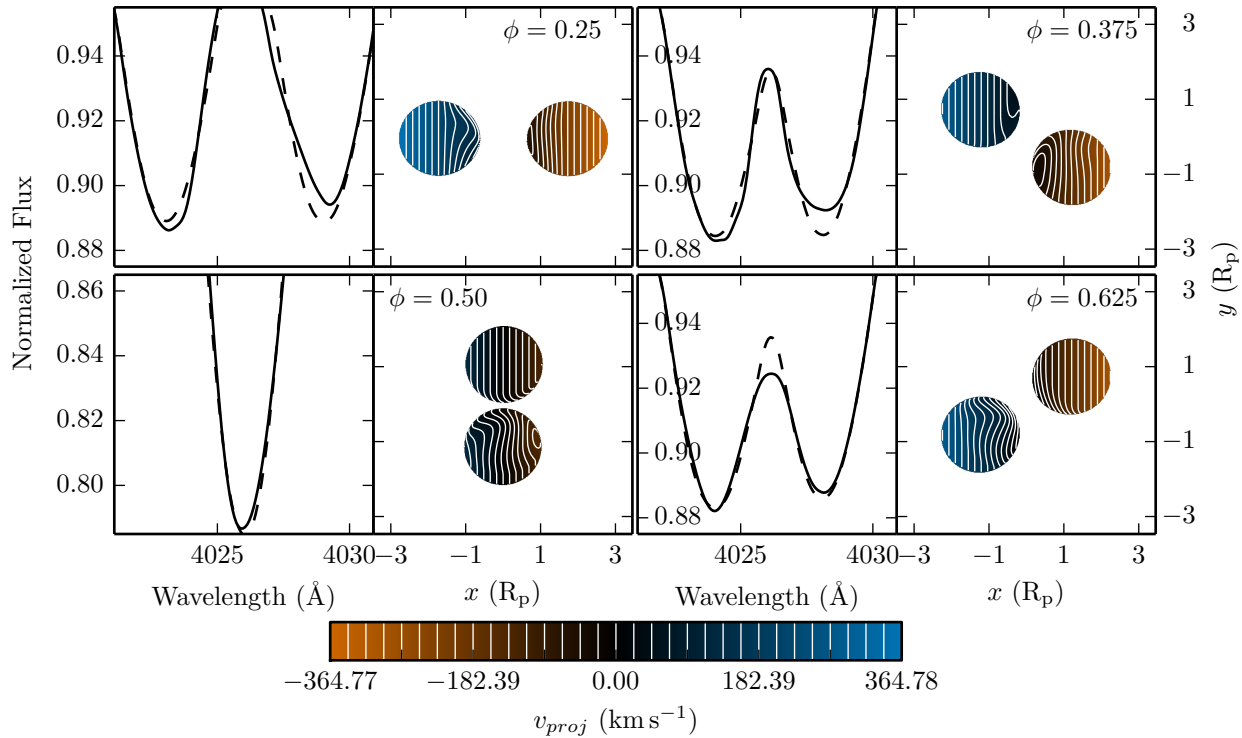 Normalized Flux
0.94
0.92
0.90
0.88
ϕ = 0.25
0.94
0.92
0.90
0.88
ϕ = 0.375
3
1
−1
−3
0.86
0.84
0.82
0.80
ϕ = 0.50
0.94
0.92
0.90
0.88
ϕ = 0.625
3
1
−1
−3
y (Rp)
4025 4030 −3 −1 1 3 4025 4030 −3 −1 1 3
Wavelength (Å) x (Rp) Wavelength (Å) x (Rp)
−364.77 −182.39 0.00 182.39 364.78
vproj (km s−1)